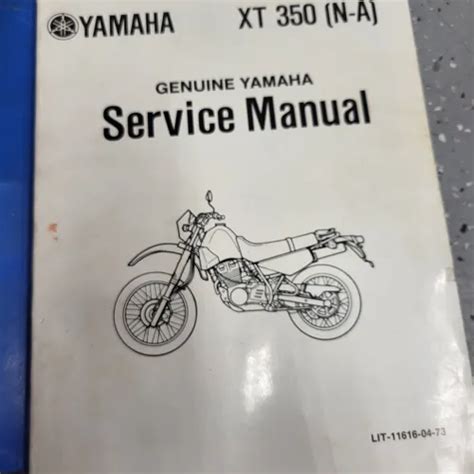 YAMAHA XT 350 (N-A)
GENUINE YAMAHA
Service Manual
LIT-11616-04-73